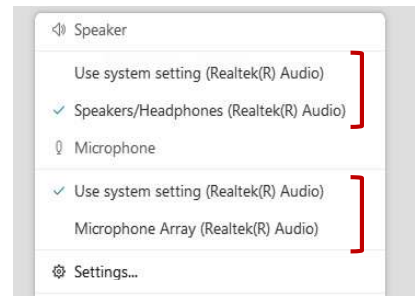 Speaker
Use system setting (Realtek(R) Audio)
Speakers/Headphones (Realtek(R) Audio)
Microphone
Use system setting (Realtek(R) Audio)
Microphone Array (Realtek(R) Audio)
Settings...